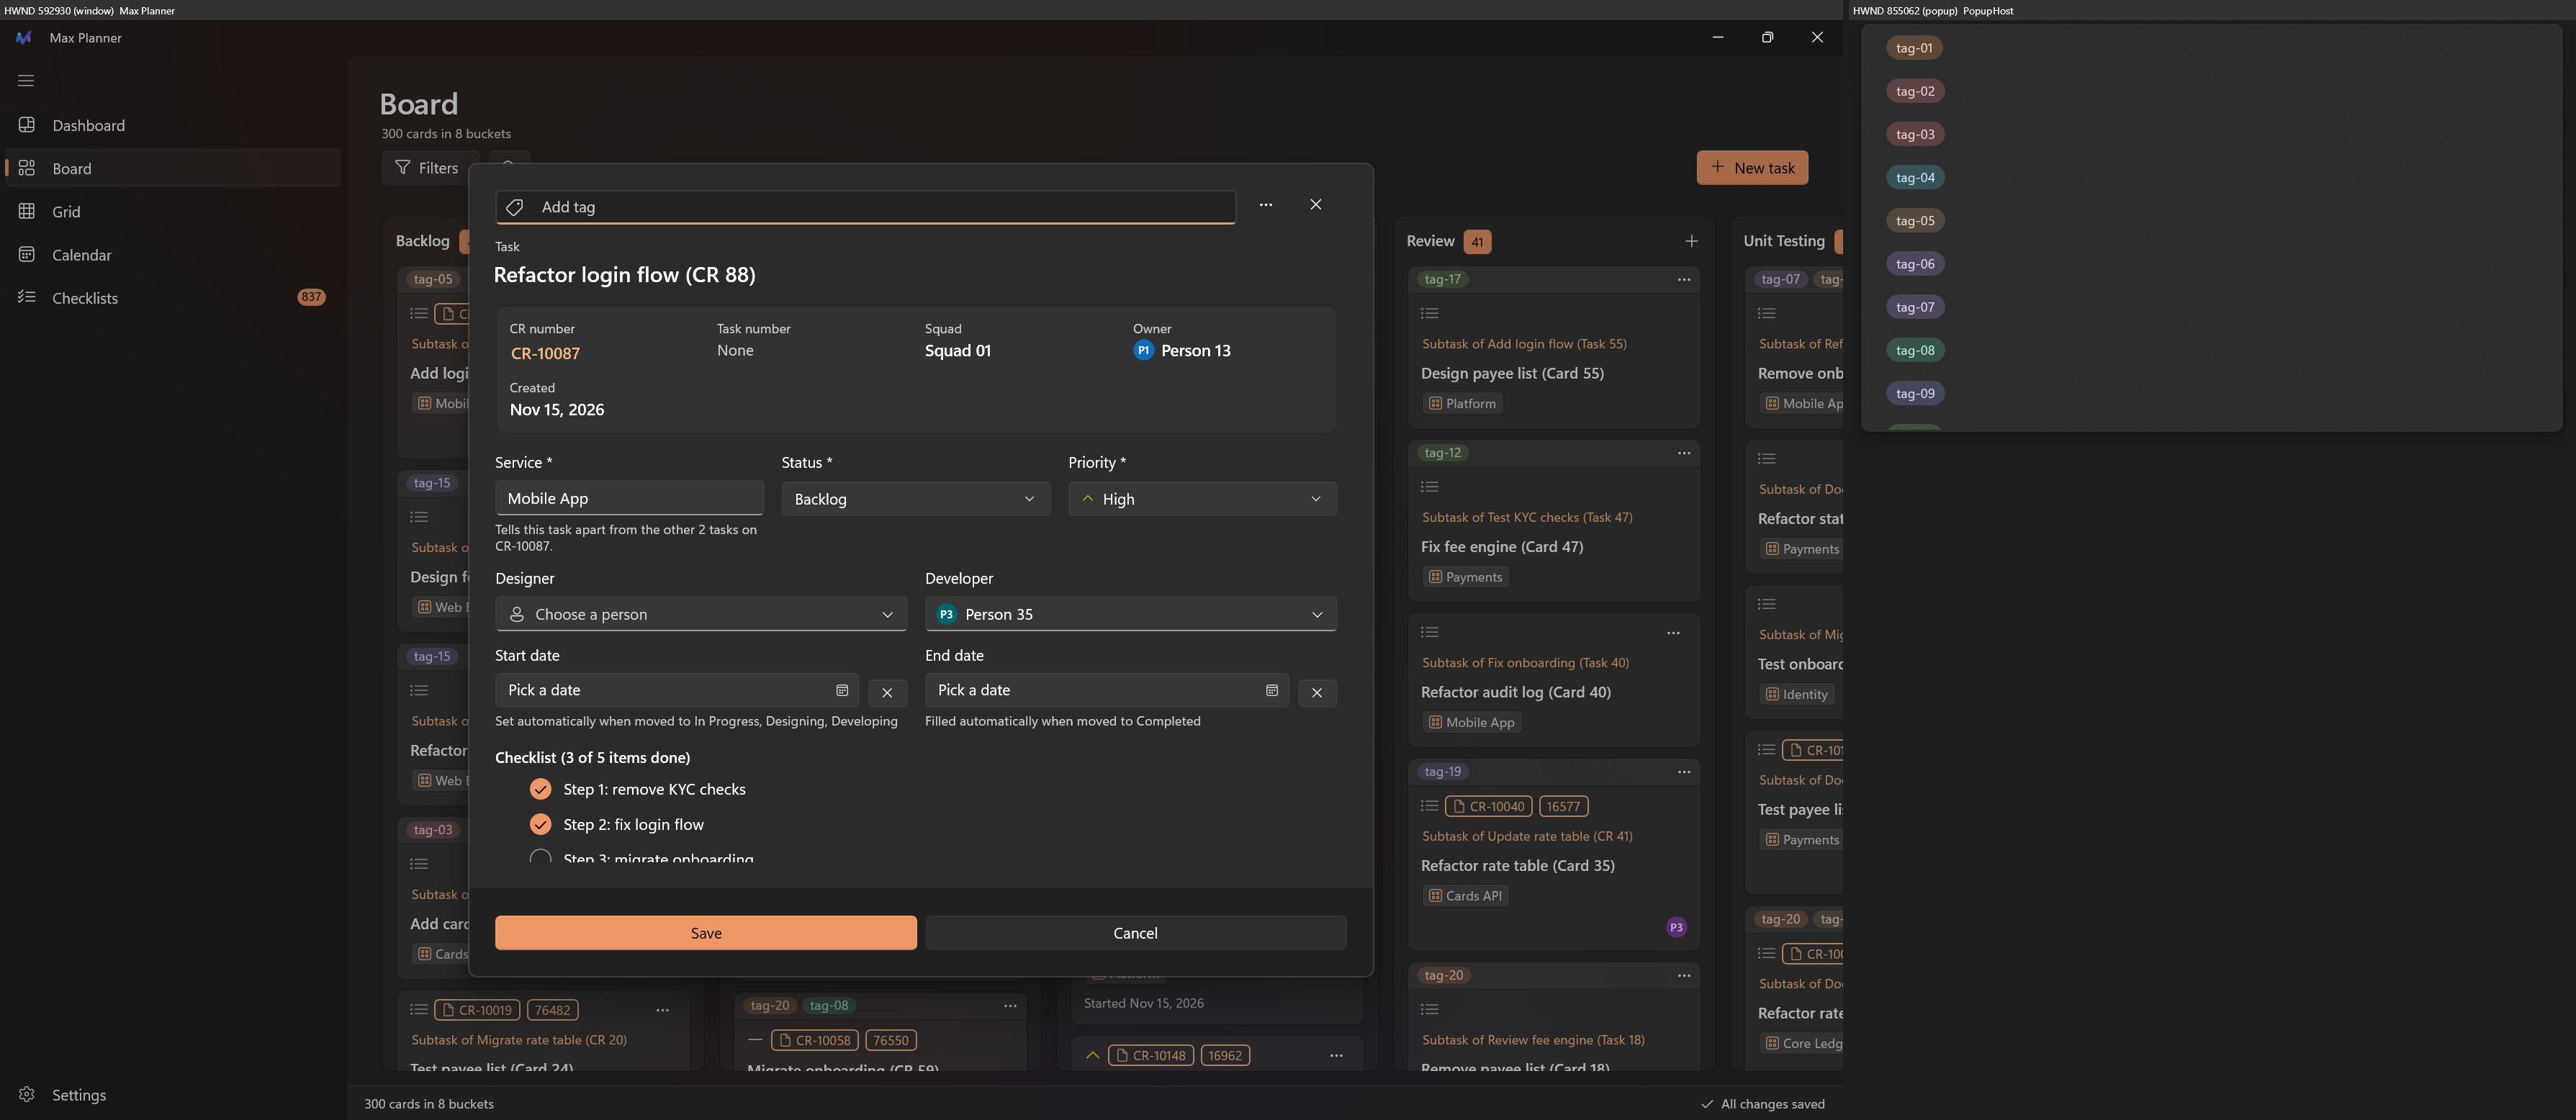 HWND 592930 (window) Max Planner
HWND 855062 (popup) PopupHost
Max Planner
Dashboard
Board
Grid
Calendar
Checklists
837
Settings
Board
300 cards in 8 buckets
Filters
New task
Backlog
tag-05
Subtask o
Add logi
Mobil
tag-15
Subtask o
Design f
Web
tag-15
Subtask o
Refactor
Web
tag-03
Subtask o
Add card
Cards
CR-10019 76482
Subtask of Migrate rate table (CR 20)
Test payee list (Card 24)
Add tag
Task
Refactor login flow (CR 88)
CR number
CR-10087
Task number
None
Squad
Squad 01
Owner
P1 Person 13
Created
Nov 15, 2026
Service *
Mobile App
Tells this task apart from the other 2 tasks on
CR-10087.
Status *
Backlog
Priority *
High
Designer
Choose a person
Developer
P3 Person 35
Start date
Pick a date
Set automatically when moved to In Progress, Designing, Developing
End date
Pick a date
Filled automatically when moved to Completed
Checklist (3 of 5 items done)
Step 1: remove KYC checks
Step 2: fix login flow
Step 3: migrate onboarding
Save
Cancel
tag-20 tag-08
CR-10058 76550
Migrate onboarding (CR 59)
Started Nov 15, 2026
CR-10148 16962
Review 41
tag-17
Subtask of Add login flow (Task 55)
Design payee list (Card 55)
Platform
tag-12
Subtask of Test KYC checks (Task 47)
Fix fee engine (Card 47)
Payments
Subtask of Fix onboarding (Task 40)
Refactor audit log (Card 40)
Mobile App
tag-19
CR-10040 16577
Subtask of Update rate table (CR 41)
Refactor rate table (Card 35)
Cards API
P3
tag-20
Subtask of Review fee engine (Task 18)
Remove payee list (Card 18)
Unit Testing
tag-07 tag-
Subtask of Ref
Remove onb
Mobile Ap
Subtask of Do
Refactor stat
Payments
Subtask of Mig
Test onboard
Identity
CR-101
Subtask of Do
Test payee li
Payments
tag-20 tag-
CR-100
Subtask of Do
Refactor rate
Core Ledg
300 cards in 8 buckets
All changes saved
tag-01
tag-02
tag-03
tag-04
tag-05
tag-06
tag-07
tag-08
tag-09